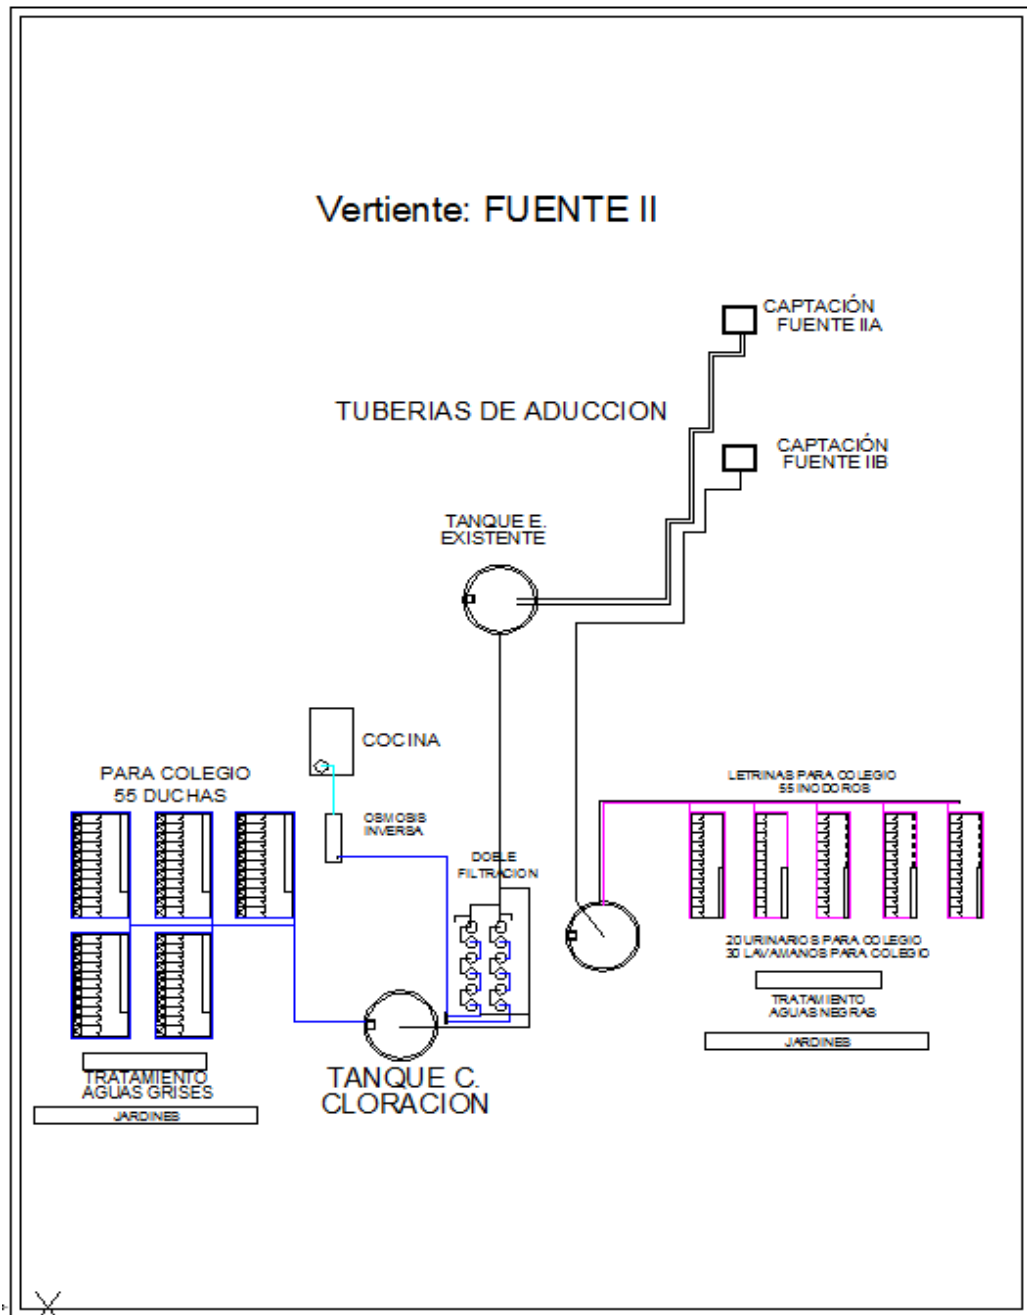 Vertiente: FUENTE II
CAPTACIÓN
FUENTE IIA
TUBERIAS DE ADUCCION
CAPTACIÓN
FUENTE IIB
TANQUE E.
EXISTENTE
COCINA
PARA COLEGIO
55 DUCHAS
OSMOSIS
INVERSA
DOBLE
FILTRACION
LETRINAS PARA COLEGIO
55 INODOROS
20 URINARIOS PARA COLEGIO
30 LAVAMANOS PARA COLEGIO
TRATAMIENTO
AGUAS NEGRAS
JARDINES
TANQUE C.
CLORACION
TRATAMIENTO
AGUAS GRISES
JARDINES
X